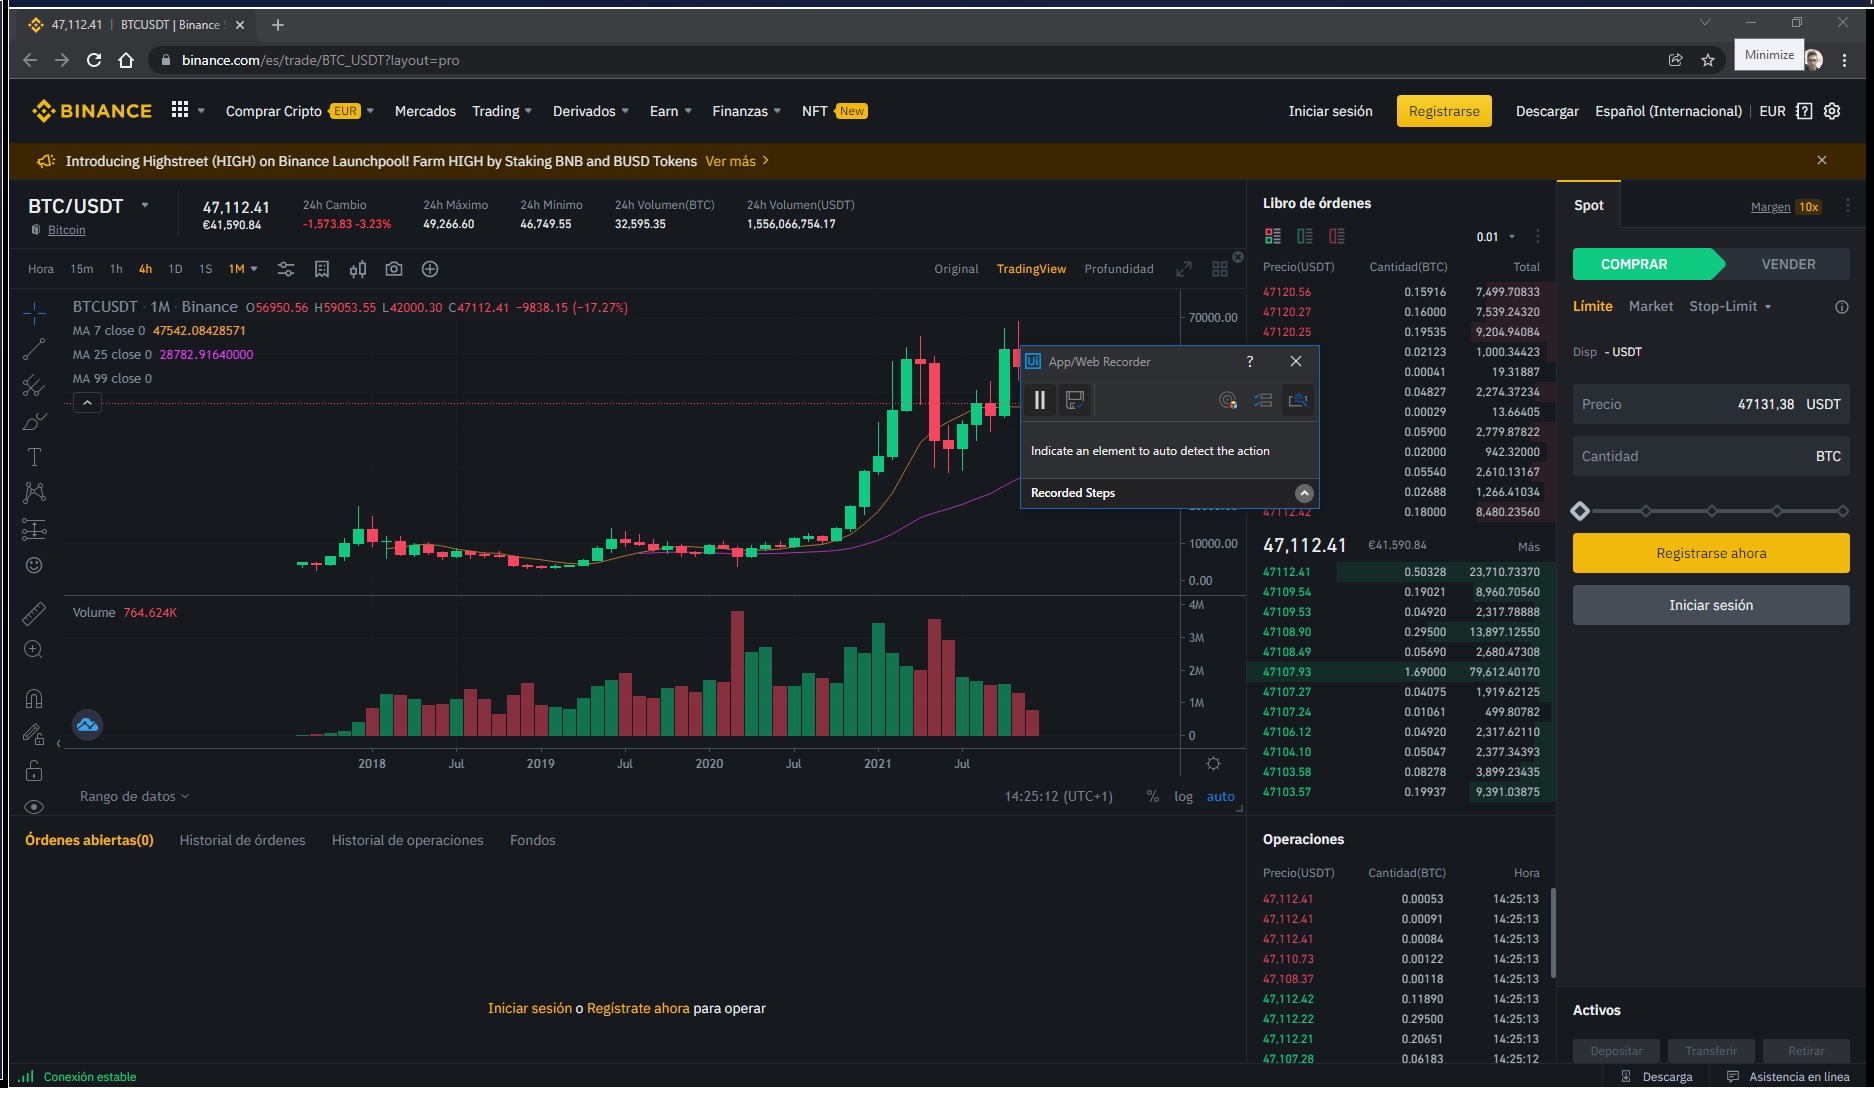 47,112.41 | BTCUSDT | Binance
binance.com/es/trade/BTC_USDT?layout=pro
Minimize
BINANCE Comprar Cripto EUR Mercados Trading Derivados Earn Finanzas NFT New Iniciar sesión Registrarse Descargar Español (Internacional) EUR
Introducing Highstreet (HIGH) on Binance Launchpool! Farm HIGH by Staking BNB and BUSD Tokens Ver más
BTC/USDT
Bitcoin
47,112.41
€41,590.84
24h Cambio
-1,573.83 -3.23%
24h Máximo
49,266.60
24h Mínimo
46,749.55
24h Volumen(BTC)
32,595.35
24h Volumen(USDT)
1,556,066,754.17
Hora 15m 1h 4h 1D 1S 1M
Original TradingView Profundidad
BTCUSDT · 1M · Binance O56950.56 H59053.55 L42000.30 C47112.41 −9838.15 (−17.27%)
MA 7 close 0 47542.08428571
MA 25 close 0 28782.91640000
MA 99 close 0
70000.00
10000.00
0.00
Ui App/Web Recorder ?
Indicate an element to auto detect the action
Recorded Steps
Volume 764.624K
4M
3M
2M
1M
0
2018 Jul 2019 Jul 2020 Jul 2021 Jul
Rango de datos 14:25:12 (UTC+1) % log auto
Órdenes abiertas(0) Historial de órdenes Historial de operaciones Fondos
Iniciar sesión o Regístrate ahora para operar
Conexión estable
Libro de órdenes
0.01
Precio(USDT) Cantidad(BTC) Total
47120.56 0.15916 7,499.70833
47120.27 0.16000 7,539.24320
47120.25 0.19535 9,204.94084
0.02123 1,000.34423
0.00041 19.31887
0.04827 2,274.37234
0.00029 13.66405
0.05900 2,779.87822
0.02000 942.32000
0.05540 2,610.13167
0.02688 1,266.41034
47112.42 0.18000 8,480.23560
47,112.41 €41,590.84 Más
47112.41 0.50328 23,710.73370
47109.54 0.19021 8,960.70560
47109.53 0.04920 2,317.78888
47108.90 0.29500 13,897.12550
47108.49 0.05690 2,680.47308
47107.93 1.69000 79,612.40170
47107.27 0.04075 1,919.62125
47107.24 0.01061 499.80782
47106.12 0.04920 2,317.62110
47104.10 0.05047 2,377.34393
47103.58 0.08278 3,899.23435
47103.57 0.19937 9,391.03875
Operaciones
Precio(USDT) Cantidad(BTC) Hora
47,112.41 0.00053 14:25:13
47,112.41 0.00091 14:25:13
47,112.41 0.00084 14:25:13
47,110.73 0.00122 14:25:13
47,108.37 0.00118 14:25:13
47,112.42 0.11890 14:25:13
47,112.22 0.29500 14:25:13
47,112.21 0.20651 14:25:13
47,107.28 0.06183 14:25:12
Spot Margen 10x
COMPRAR VENDER
Límite Market Stop-Limit
Disp - USDT
Precio 47131,38 USDT
Cantidad BTC
Registrarse ahora
Iniciar sesión
Activos
Depositar Transferir Retirar
Descarga Asistencia en línea